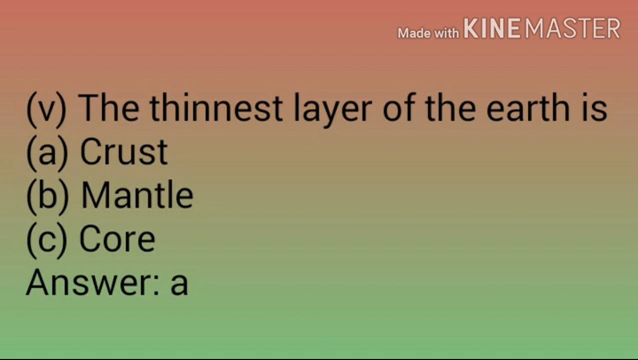 Made with KINEMASTER
(v) The thinnest layer of the earth is
(a) Crust
(b) Mantle
(c) Core
Answer: a